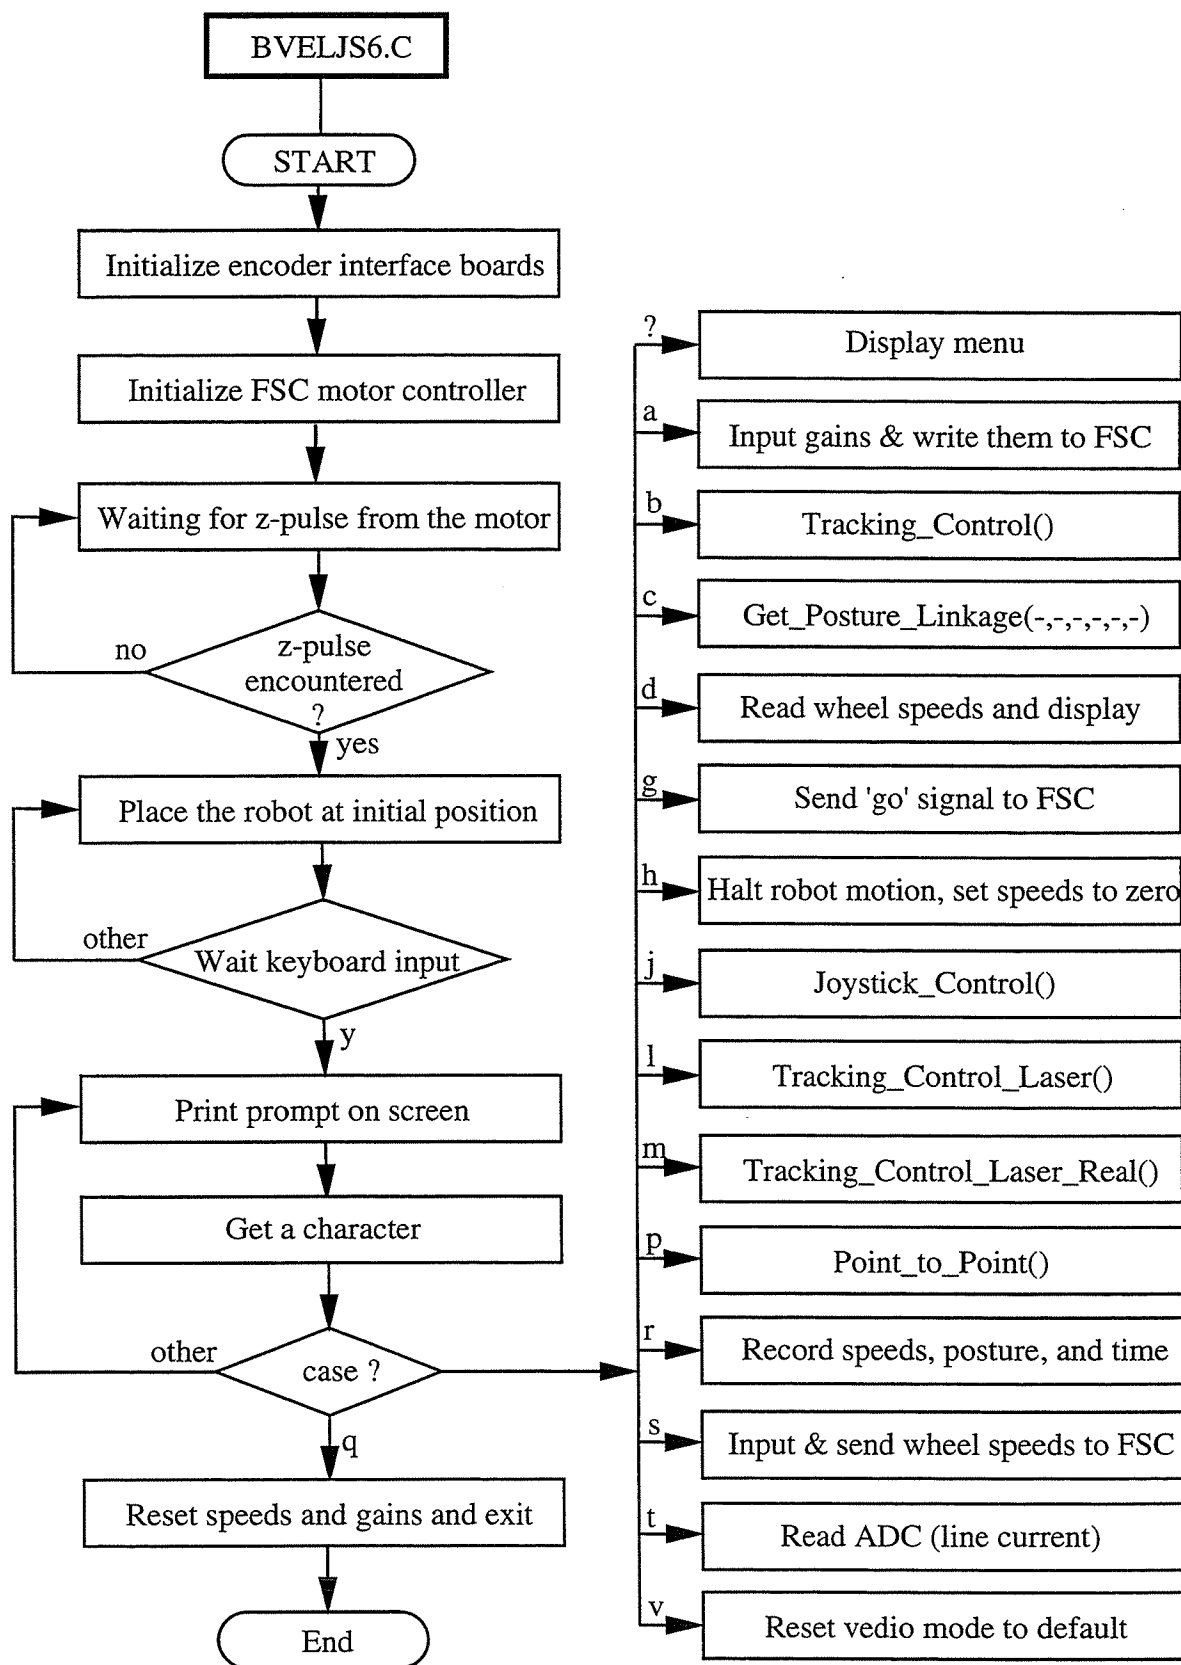 BVELJS6.C
START
Initialize encoder interface boards
Initialize FSC motor controller
Waiting for z-pulse from the motor
no
z-pulse
encountered
?
yes
Place the robot at initial position
other
Wait keyboard input
y
Print prompt on screen
Get a character
other
case ?
q
Reset speeds and gains and exit
End
?
Display menu
a
Input gains & write them to FSC
b
Tracking_Control()
c
Get_Posture_Linkage(-,-,-,-,-,-)
d
Read wheel speeds and display
g
Send 'go' signal to FSC
h
Halt robot motion, set speeds to zero
j
Joystick_Control()
l
Tracking_Control_Laser()
m
Tracking_Control_Laser_Real()
p
Point_to_Point()
r
Record speeds, posture, and time
s
Input & send wheel speeds to FSC
t
Read ADC (line current)
v
Reset vedio mode to default